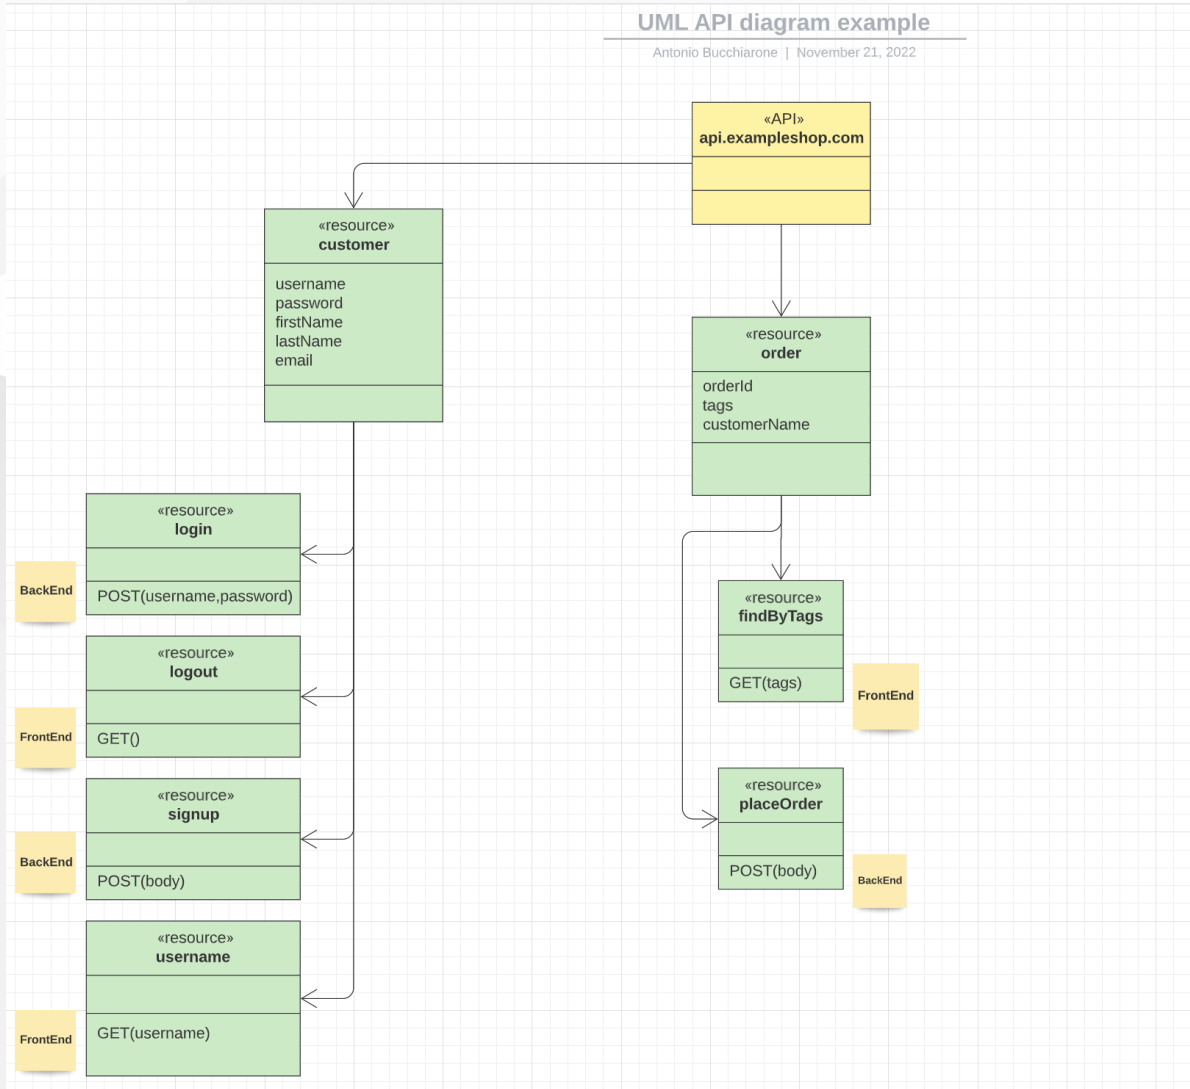 UML API diagram example
Antonio Bucchiarone | November 21, 2022
«API»
api.exampleshop.com
«resource»
customer
username
password
firstName
lastName
email
«resource»
order
orderId
tags
customerName
«resource»
login
POST(username,password)
BackEnd
«resource»
logout
GET()
FrontEnd
«resource»
signup
POST(body)
BackEnd
«resource»
username
GET(username)
FrontEnd
«resource»
findByTags
GET(tags)
FrontEnd
«resource»
placeOrder
POST(body)
BackEnd